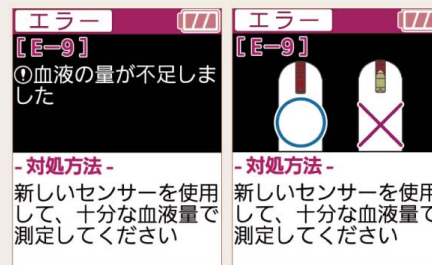 エラー
[E-9]
①血液の量が不足しま
した
- 対処方法 -
新しいセンサーを使用
して、十分な血液量で
測定してください
エラー
[E-9]
- 対処方法 -
新しいセンサーを使用
して、十分な血液量で
測定してください